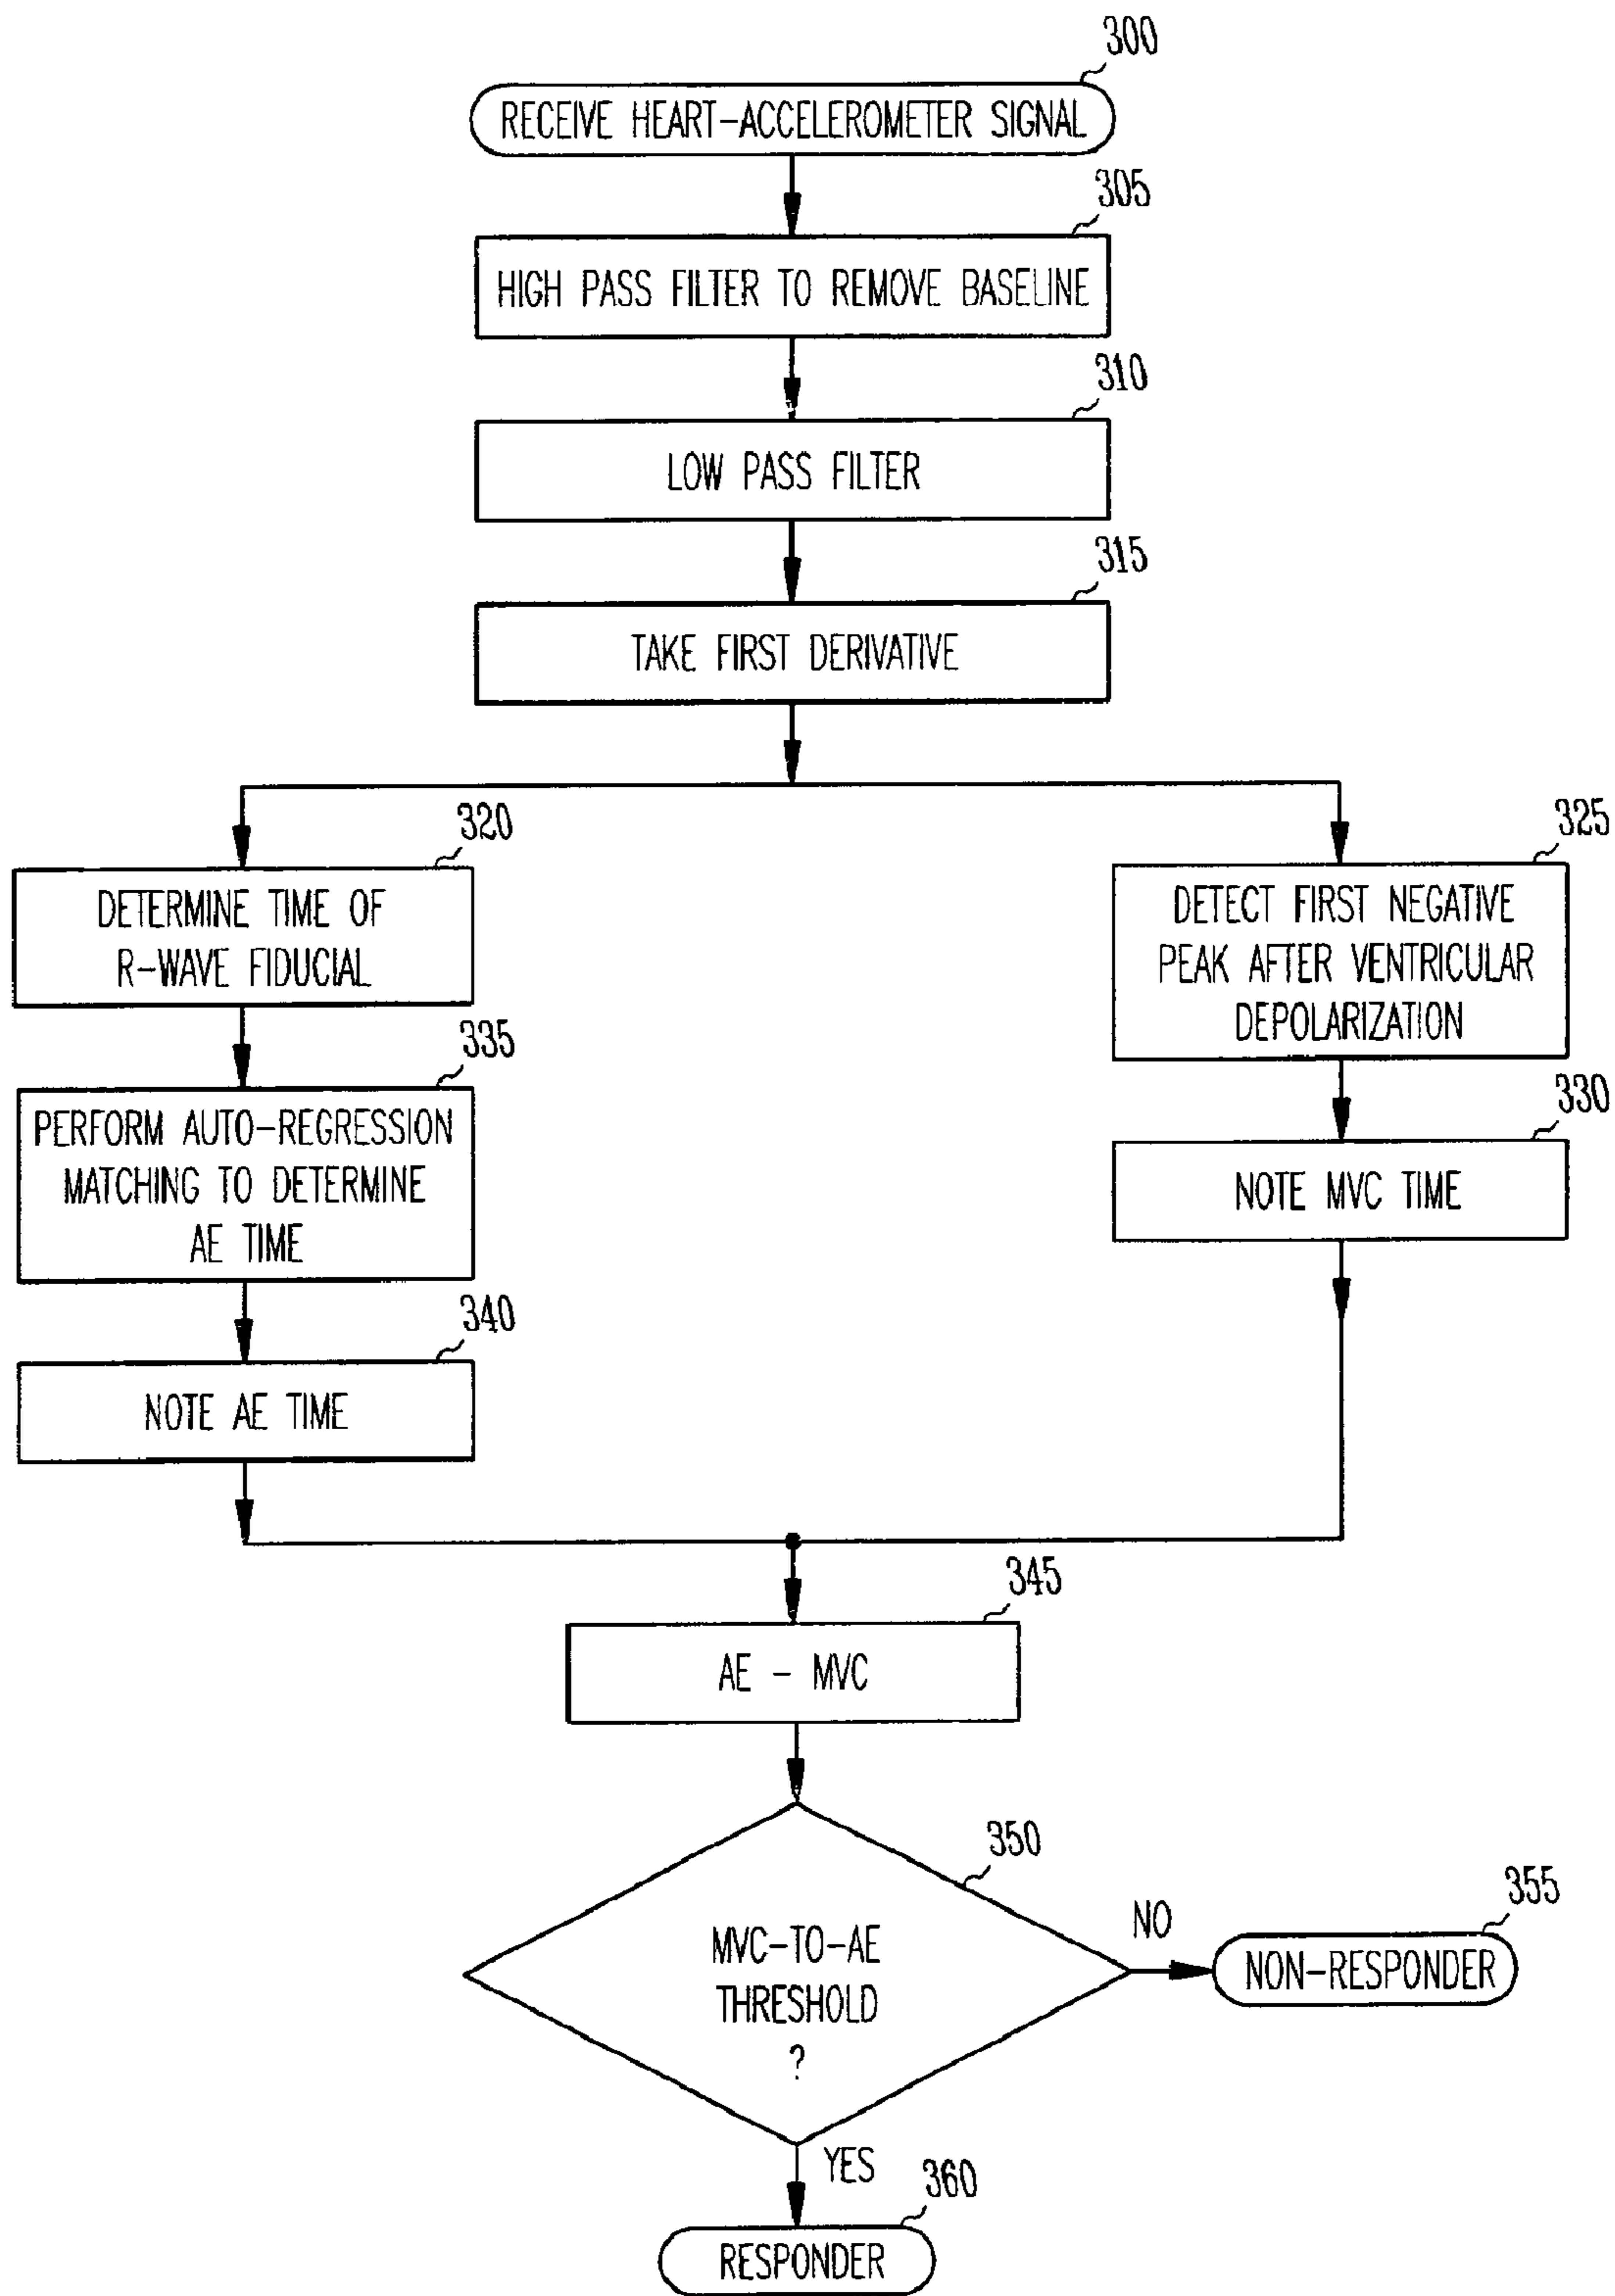 300
RECEIVE HEART-ACCELEROMETER SIGNAL
305
HIGH PASS FILTER TO REMOVE BASELINE
310
LOW PASS FILTER
315
TAKE FIRST DERIVATIVE
320
DETERMINE TIME OF
R-WAVE FIDUCIAL
325
DETECT FIRST NEGATIVE
PEAK AFTER VENTRICULAR
DEPOLARIZATION
335
PERFORM AUTO-REGRESSION
MATCHING TO DETERMINE
AE TIME
330
NOTE MVC TIME
340
NOTE AE TIME
345
AE - MVC
350
MVC-TO-AE
THRESHOLD
?
NO
355
NON-RESPONDER
YES
360
RESPONDER